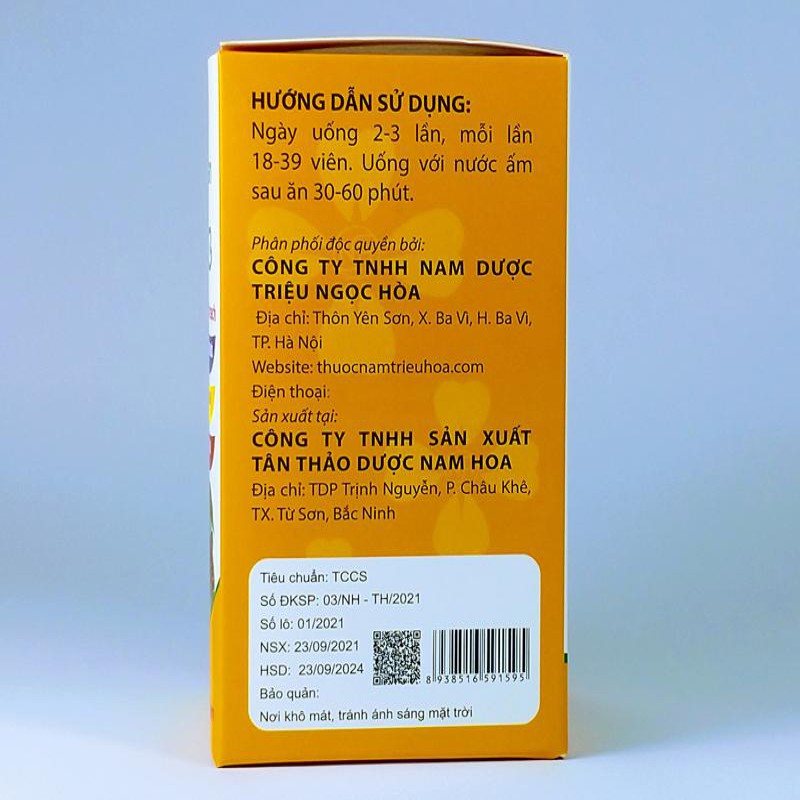 HƯỚNG DẪN SỬ DỤNG:
Ngày uống 2-3 lần, mỗi lần
18-39 viên. Uống với nước ấm
sau ăn 30-60 phút.
Phân phối độc quyền bởi:
CÔNG TY TNHH NAM DƯỢC
TRIỆU NGỌC HÒA
Địa chỉ: Thôn Yên Sơn, X. Ba Vì, H. Ba Vì,
TP. Hà Nội
Website: thuocnamtrieuhoa.com
Điện thoại:
Sản xuất tại:
CÔNG TY TNHH SẢN XUẤT
TÂN THẢO DƯỢC NAM HOA
Địa chỉ: TDP Trịnh Nguyễn, P. Châu Khê,
TX. Từ Sơn, Bắc Ninh
Tiêu chuẩn: TCCS
Số ĐKSP: 03/NH - TH/2021
Số lô: 01/2021
NSX: 23/09/2021
HSD: 23/09/2024
Bảo quản:
Nơi khô mát, tránh ánh sáng mặt trời
8 938516 591595